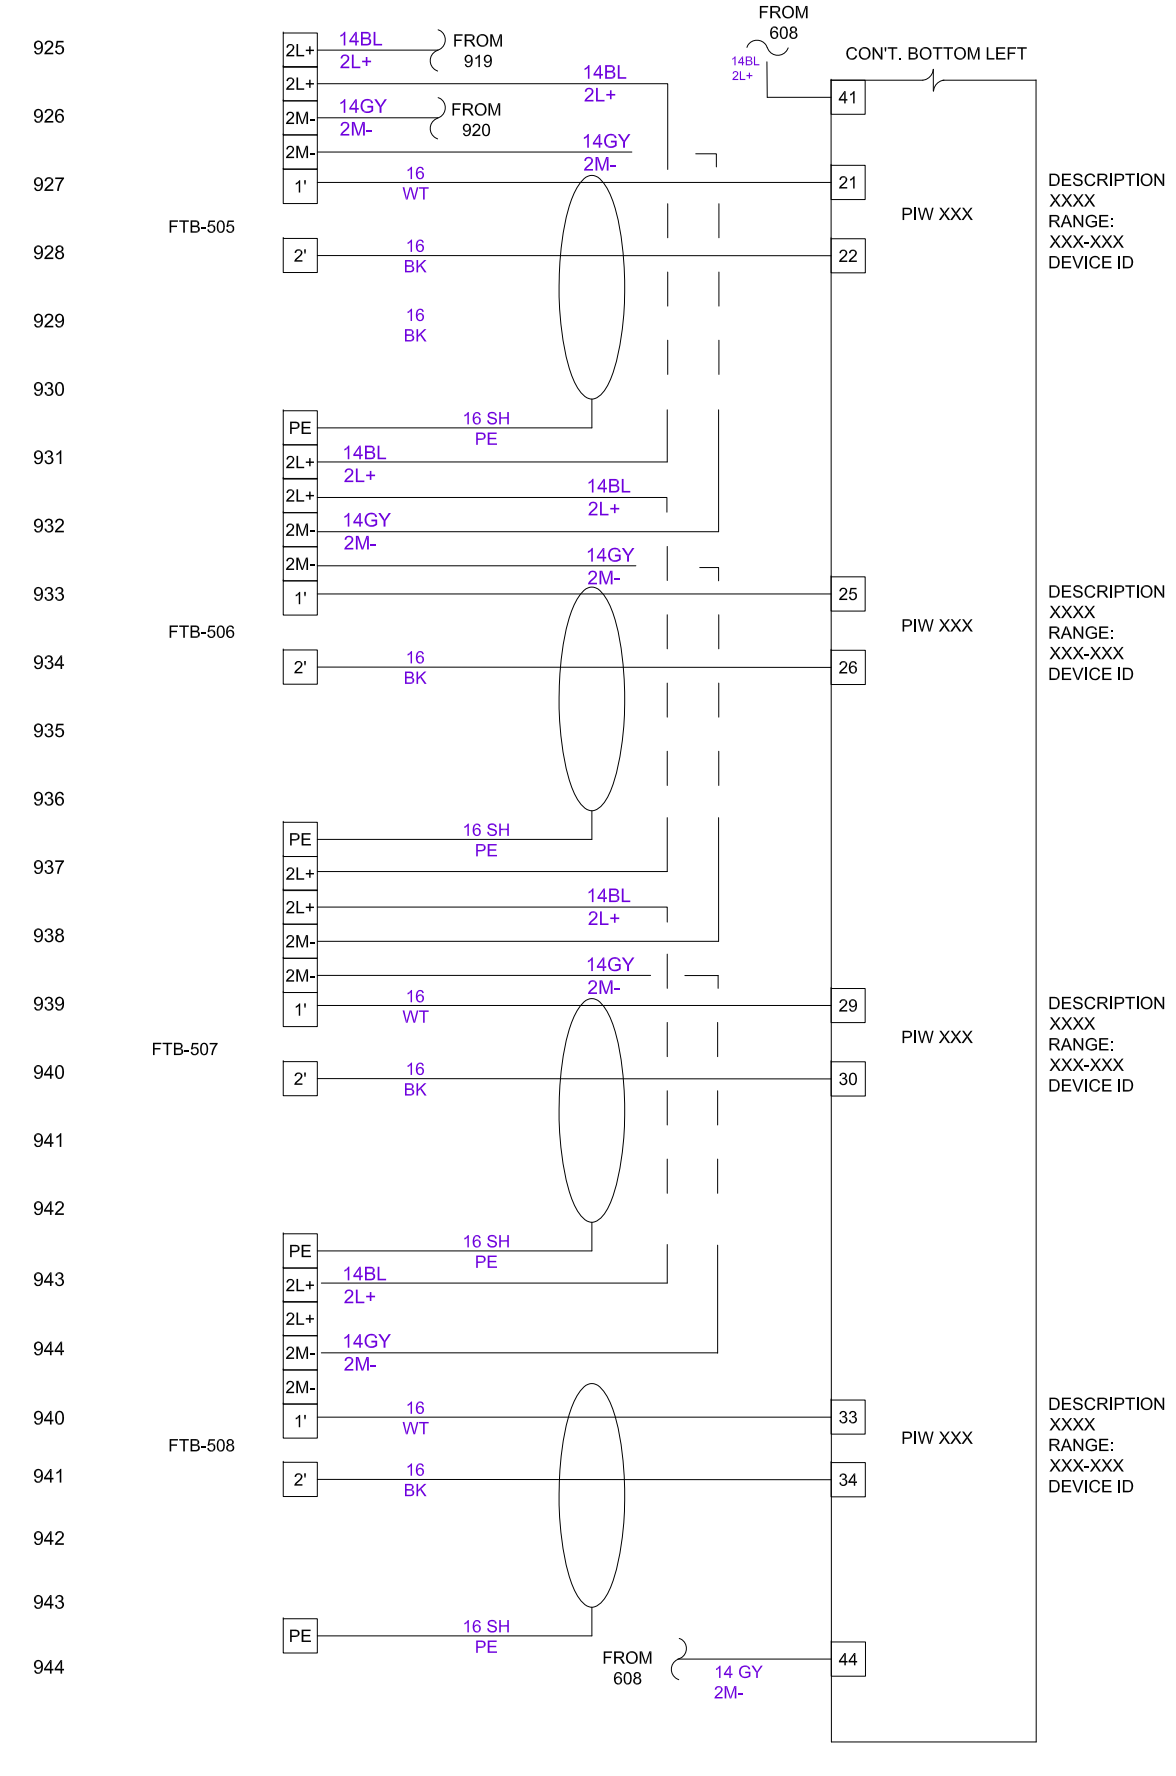 FROM
608
925
2L+
14BL
2L+
FROM
919
14BL
2L+
CON'T. BOTTOM LEFT
2L+
14BL
2L+
41
926
2M-
14GY
2M-
FROM
920
2M-
14GY
2M-
927
1'
16
WT
21
DESCRIPTION
XXXX
RANGE:
XXX-XXX
DEVICE ID
FTB-505
PIW XXX
928
2'
16
BK
22
929
16
BK
930
PE
16 SH
PE
931
2L+
14BL
2L+
2L+
14BL
2L+
932
2M-
14GY
2M-
2M-
14GY
2M-
933
1'
25
DESCRIPTION
XXXX
RANGE:
XXX-XXX
DEVICE ID
FTB-506
PIW XXX
934
2'
16
BK
26
935
936
PE
16 SH
PE
937
2L+
2L+
14BL
2L+
938
2M-
2M-
14GY
2M-
939
1'
16
WT
29
DESCRIPTION
XXXX
RANGE:
XXX-XXX
DEVICE ID
FTB-507
PIW XXX
940
2'
16
BK
30
941
942
PE
16 SH
PE
943
2L+
14BL
2L+
2L+
944
2M-
14GY
2M-
2M-
940
1'
16
WT
33
DESCRIPTION
XXXX
RANGE:
XXX-XXX
DEVICE ID
FTB-508
PIW XXX
941
2'
16
BK
34
942
943
PE
16 SH
PE
944
FROM
608
14 GY
2M-
44